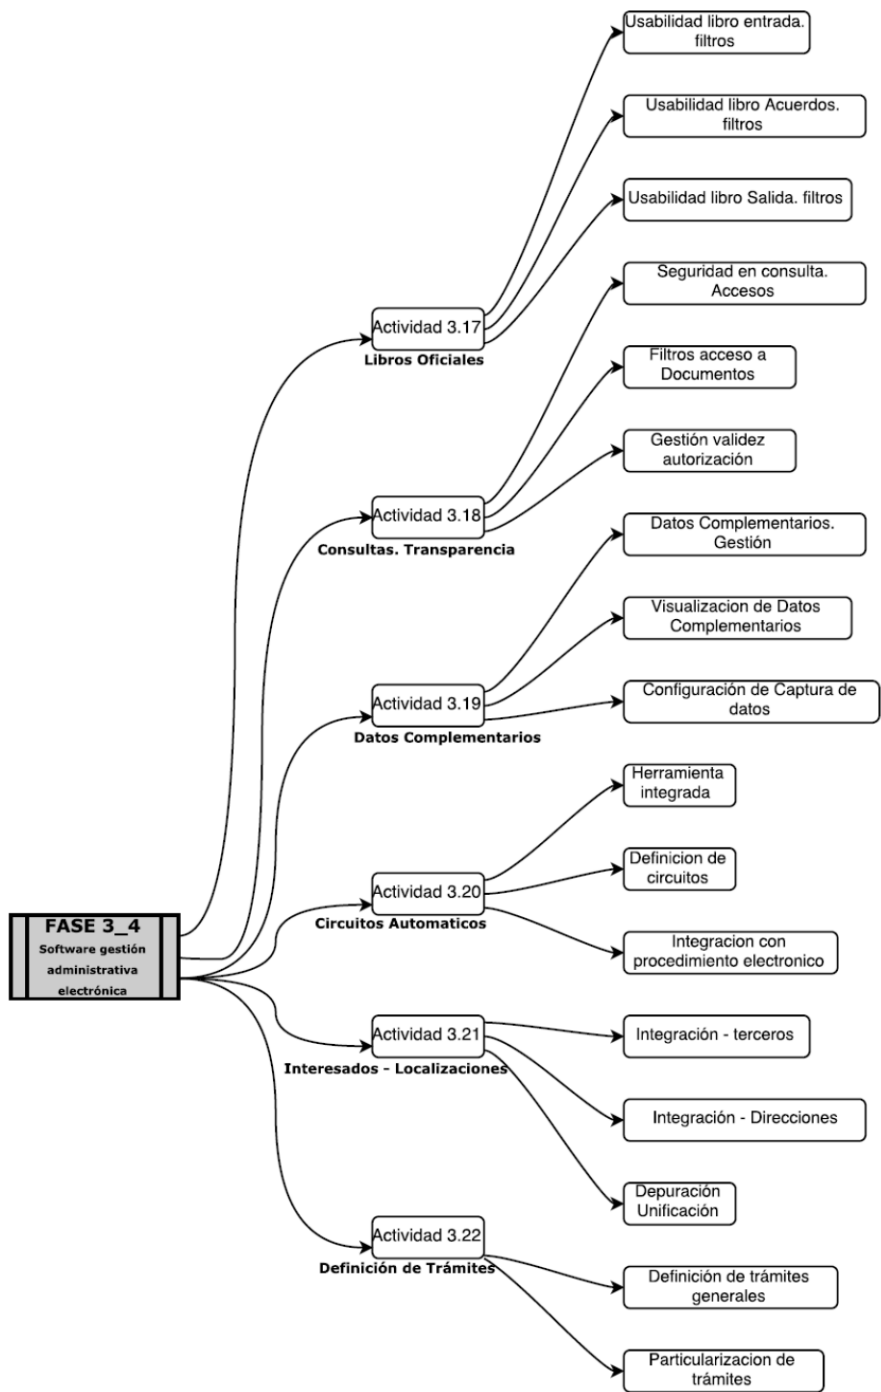 Usabilidad libro entrada.
filtros
Usabilidad libro Acuerdos.
filtros
Usabilidad libro Salida. filtros
Seguridad en consulta.
Accesos
Actividad 3.17
Libros Oficiales
Filtros acceso a
Documentos
Gestión validez
autorización
Actividad 3.18
Consultas. Transparencia
Datos Complementarios.
Gestión
Visualizacion de Datos
Complementarios
Actividad 3.19
Datos Complementarios
Configuración de Captura de
datos
Herramienta
integrada
Definicion de
circuitos
Actividad 3.20
Circuitos Automaticos
FASE 3_4
Software gestión
administrativa
electrónica
Integracion con
procedimiento electronico
Actividad 3.21
Interesados - Localizaciones
Integración - terceros
Integración - Direcciones
Depuración
Unificación
Actividad 3.22
Definición de Trámites
Definición de trámites
generales
Particularizacion de
trámites